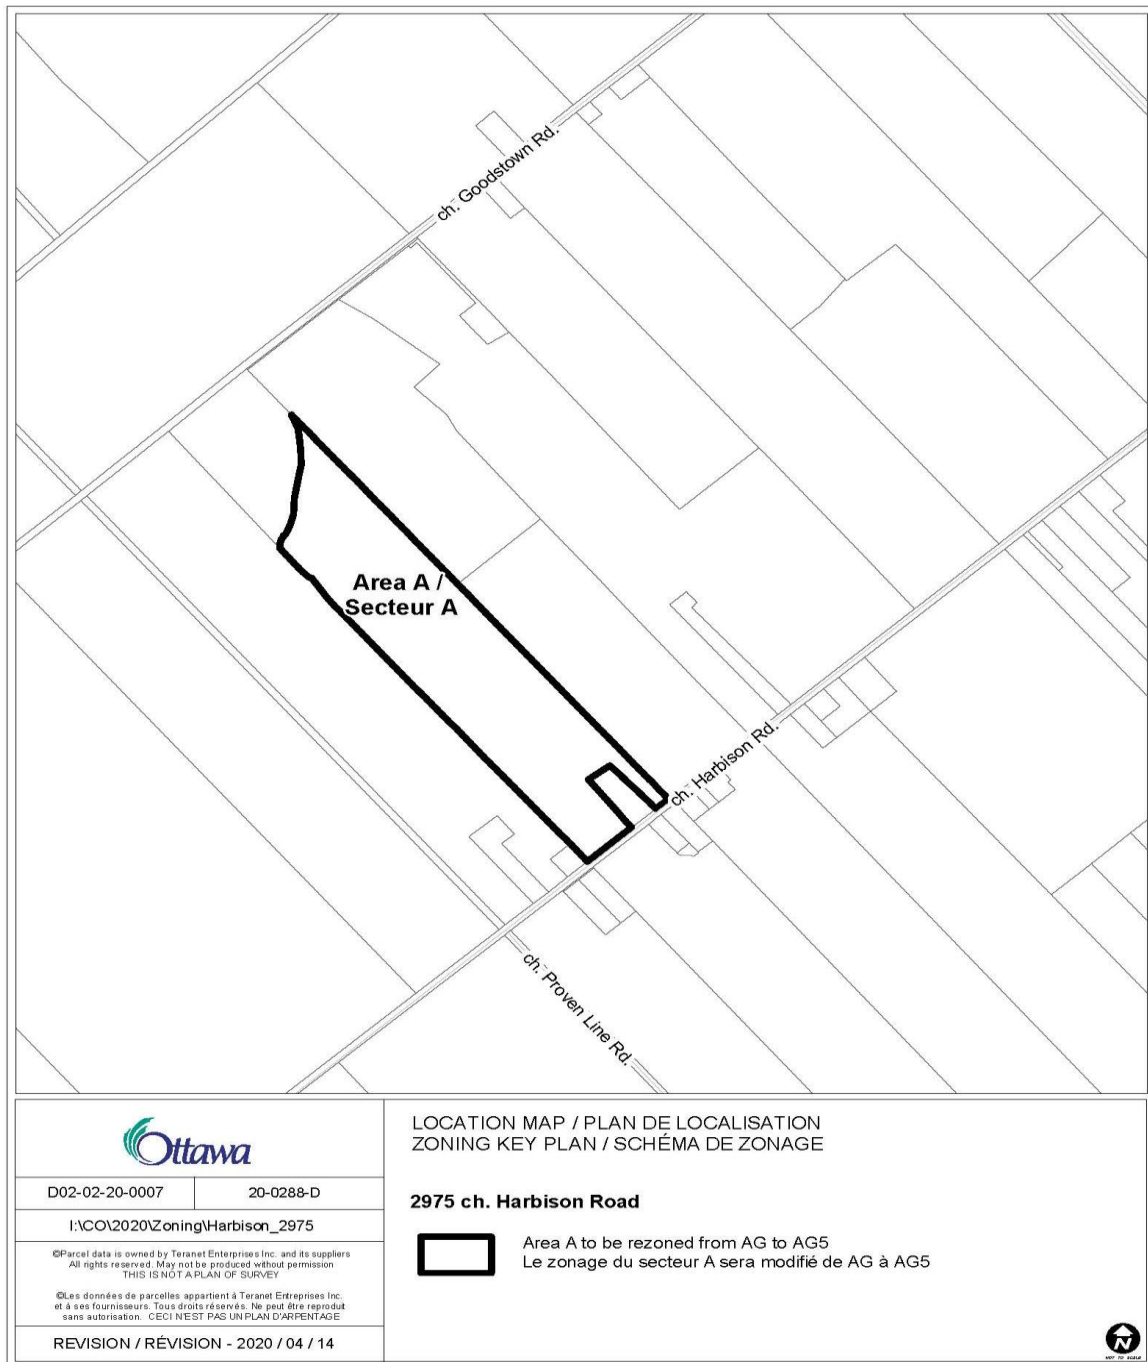 ch. Goodstown Rd.
Area A /
Secteur A
ch. Harbison Rd.
ch. Proven Line Rd.
Ottawa
D02-02-20-0007
20-0288-D
I:\CO\2020\Zoning\Harbison_2975
©Parcel data is owned by Teranet Enterprises Inc. and its suppliers
All rights reserved. May not be produced without permission
THIS IS NOT A PLAN OF SURVEY
©Les données de parcelles appartient à Teranet Entreprises Inc.
et à ses fournisseurs. Tous droits réservés. Ne peut être reproduit
sans autorisation. CECI N'EST PAS UN PLAN D'ARPENTAGE
REVISION / RÉVISION - 2020 / 04 / 14
LOCATION MAP / PLAN DE LOCALISATION
ZONING KEY PLAN / SCHÉMA DE ZONAGE
2975 ch. Harbison Road
Area A to be rezoned from AG to AG5
Le zonage du secteur A sera modifié de AG à AG5
N
NOT TO SCALE